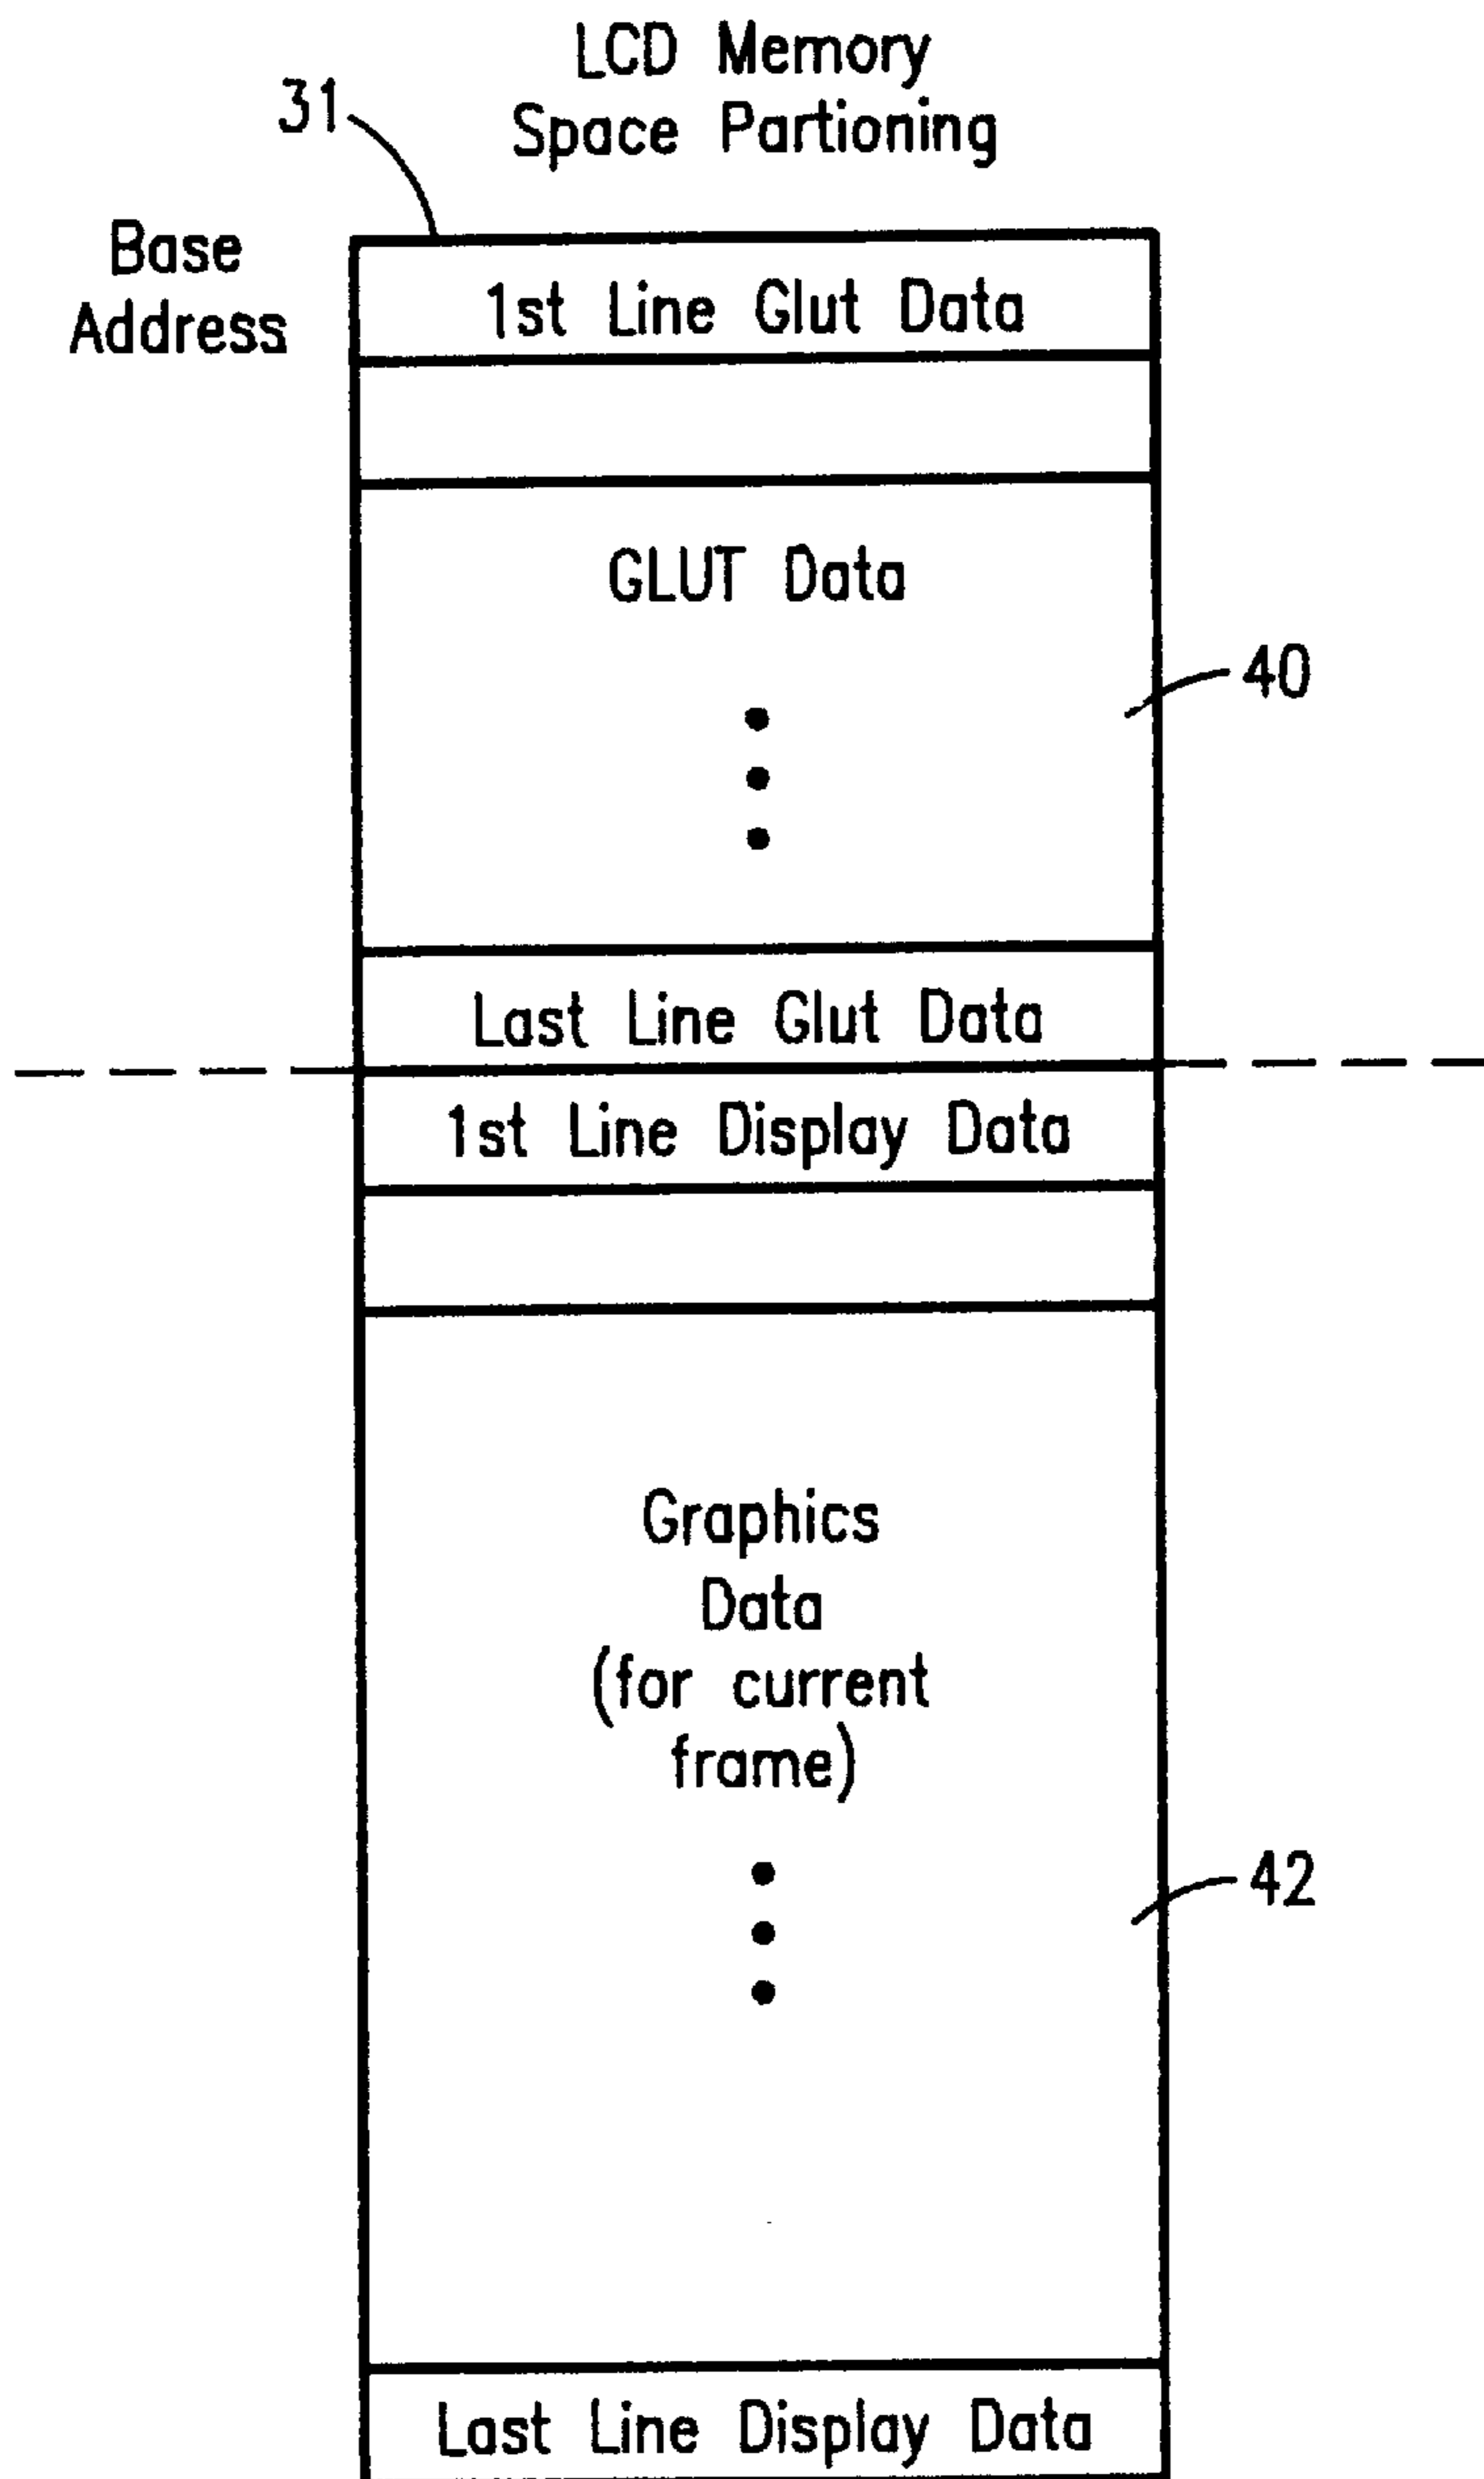 LCD Memory
Space Partioning
31
Base
Address
1st Line Glut Data
GLUT Data
40
Last Line Glut Data
1st Line Display Data
Graphics
Data
(for current
frame)
42
Last Line Display Data